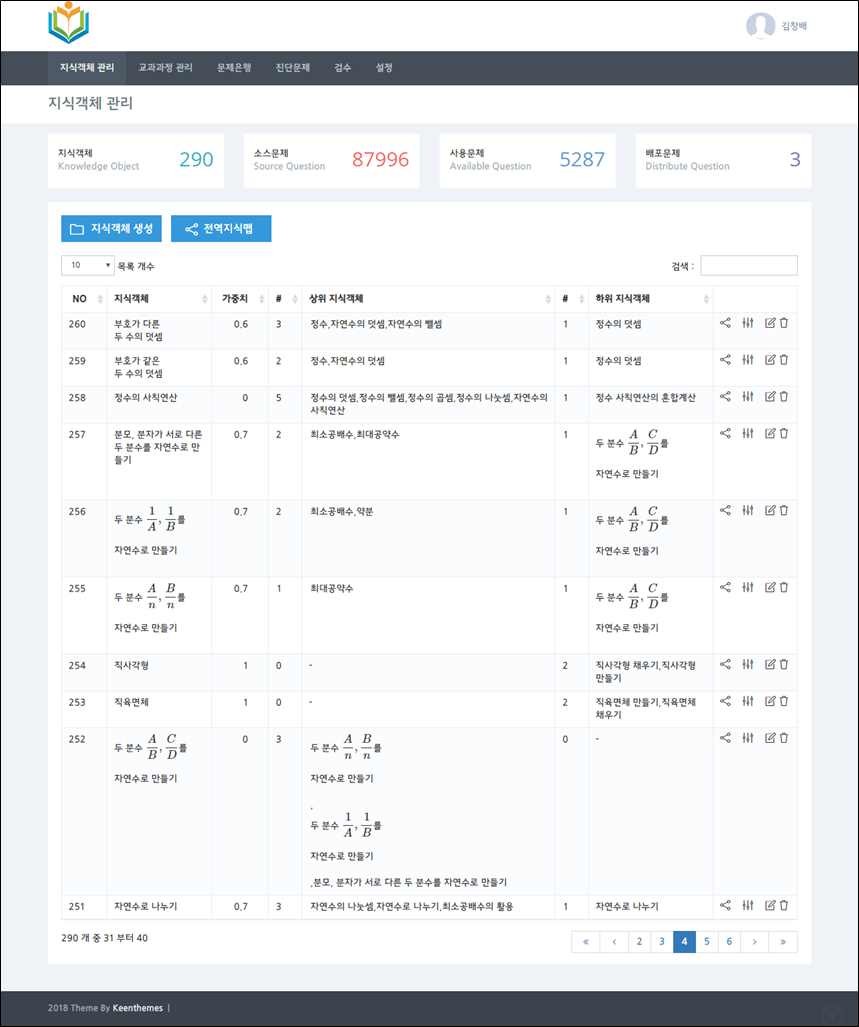 김창배
지식객체 관리 교과과정 관리 문제은행 진단문제 검수 설정
지식객체 관리
지식객체 소스문제 사용문제 배포문제
Knowledge Object 290 Source Question 87996 Available Question 5287 Distribute Question 3
지식객체 생성 전역지식맵
10 목록 개수 검색 :
NO 지식객체 가중치 # 상위 지식객체 # 하위 지식객체
260 부호가 다른 0.6 3 정수,자연수의 덧셈,자연수의 뺄셈 1 정수의 덧셈
두 수의 덧셈
259 부호가 같은 0.6 2 정수,자연수의 덧셈 1 정수의 덧셈
두 수의 덧셈
258 정수의 사칙연산 0 5 정수의 덧셈,정수의 뺄셈,정수의 곱셈,정수의 나눗셈,자연수의 1 정수 사칙연산의 혼합계산
사칙연산
257 분모, 분자가 서로 다른 0.7 2 최소공배수,최대공약수 1 두 분수 A/B, C/D를
두 분수를 자연수로 만
들기
자연수로 만들기
256 두 분수 1/A, 1/B를 0.7 2 최소공배수,약분 1 두 분수 A/B, C/D를
자연수로 만들기 자연수로 만들기
255 두 분수 A/n, B/n를 0.7 1 최대공약수 1 두 분수 A/B, C/D를
자연수로 만들기 자연수로 만들기
254 직사각형 1 0 - 2 직사각형 채우기,직사각형
만들기
253 직육면체 1 0 - 2 직육면체 만들기,직육면체
채우기
252 두 분수 A/B, C/D를 0 3 두 분수 A/n, B/n를 0 -
자연수로 만들기 자연수로 만들기
,
두 분수 1/A, 1/B를
자연수로 만들기
,분모, 분자가 서로 다른 두 분수를 자연수로 만들기
251 자연수로 나누기 0.7 3 자연수의 나눗셈,자연수로 나누기,최소공배수의 활용 1 자연수로 나누기
290 개 중 31 부터 40 « ‹ 2 3 4 5 6 › »
2018 Theme By Keenthemes |